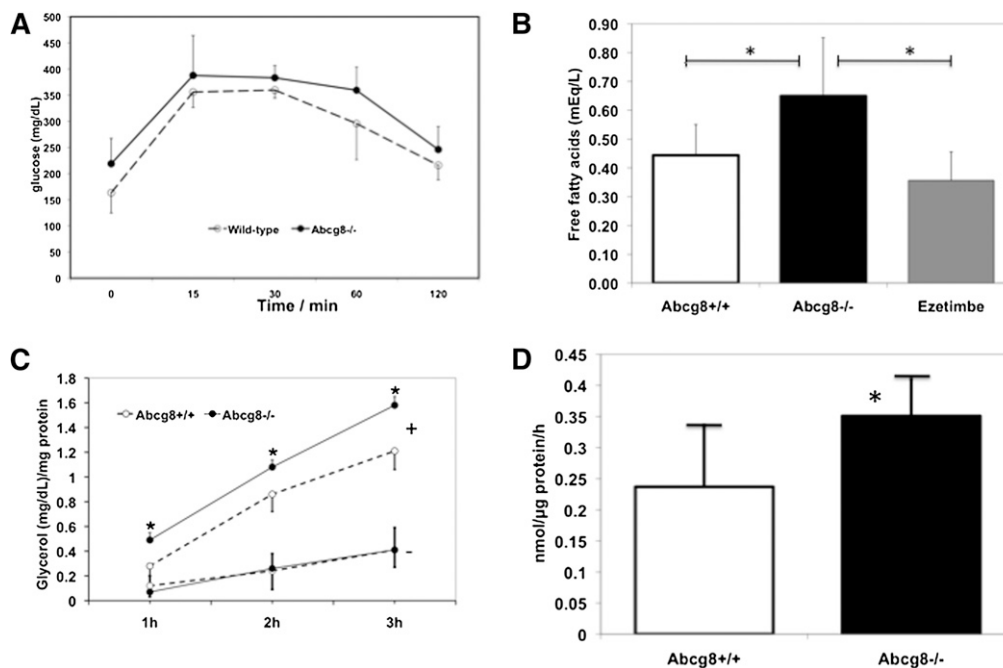 A
500
450
400
350
300
250
200
150
100
50
0
glucose (mg/dL)
Wild-type Abcg8-/-
0 15 30 60 120
Time / min
B
0.90
0.80
0.70
0.60
0.50
0.40
0.30
0.20
0.10
0.00
Free fatty acids (mEq/L)
* *
Abcg8+/+ Abcg8-/- Ezetimbe
C
1.8
1.6
1.4
1.2
1
0.8
0.6
0.4
0.2
0
Glycerol (mg/dL)/mg protein
Abcg8+/+ Abcg8-/-
* * *
+
-
1h 2h 3h
D
0.45
0.4
0.35
0.3
0.25
0.2
0.15
0.1
0.05
0
nmol/µg protein/h
*
Abcg8+/+ Abcg8-/-